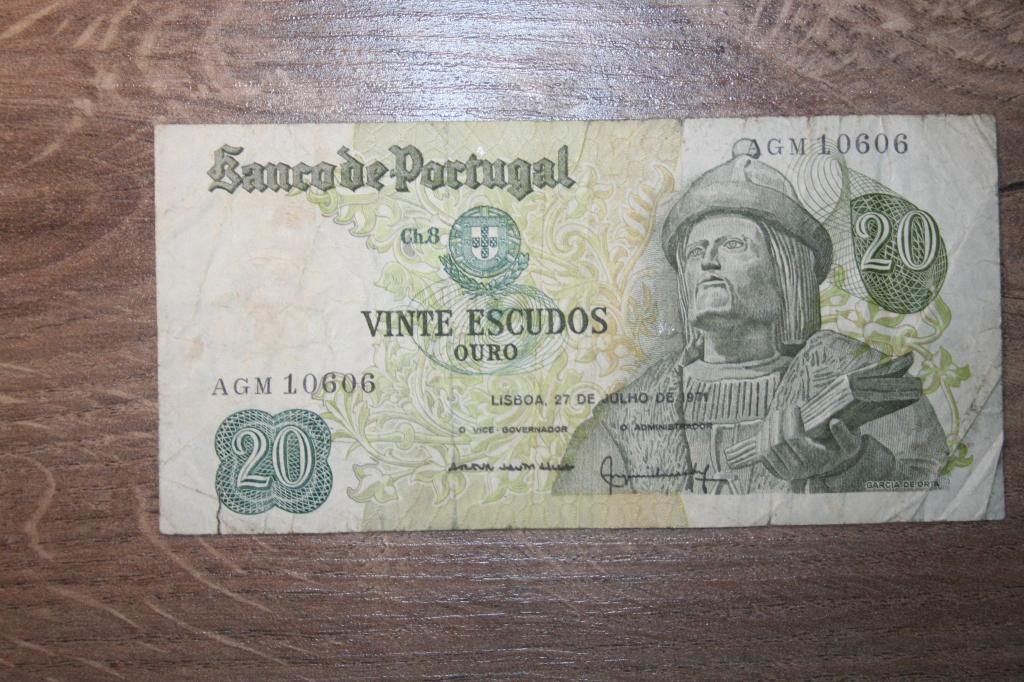 Banco de Portugal
AGM 10606
20
Ch.8
VINTE ESCUDOS
OURO
AGM 10606
LISBOA, 27 DE JULHO DE 1971
O VICE-GOVERNADOR
O ADMINISTRADOR
20
GARCIA DE ORTA